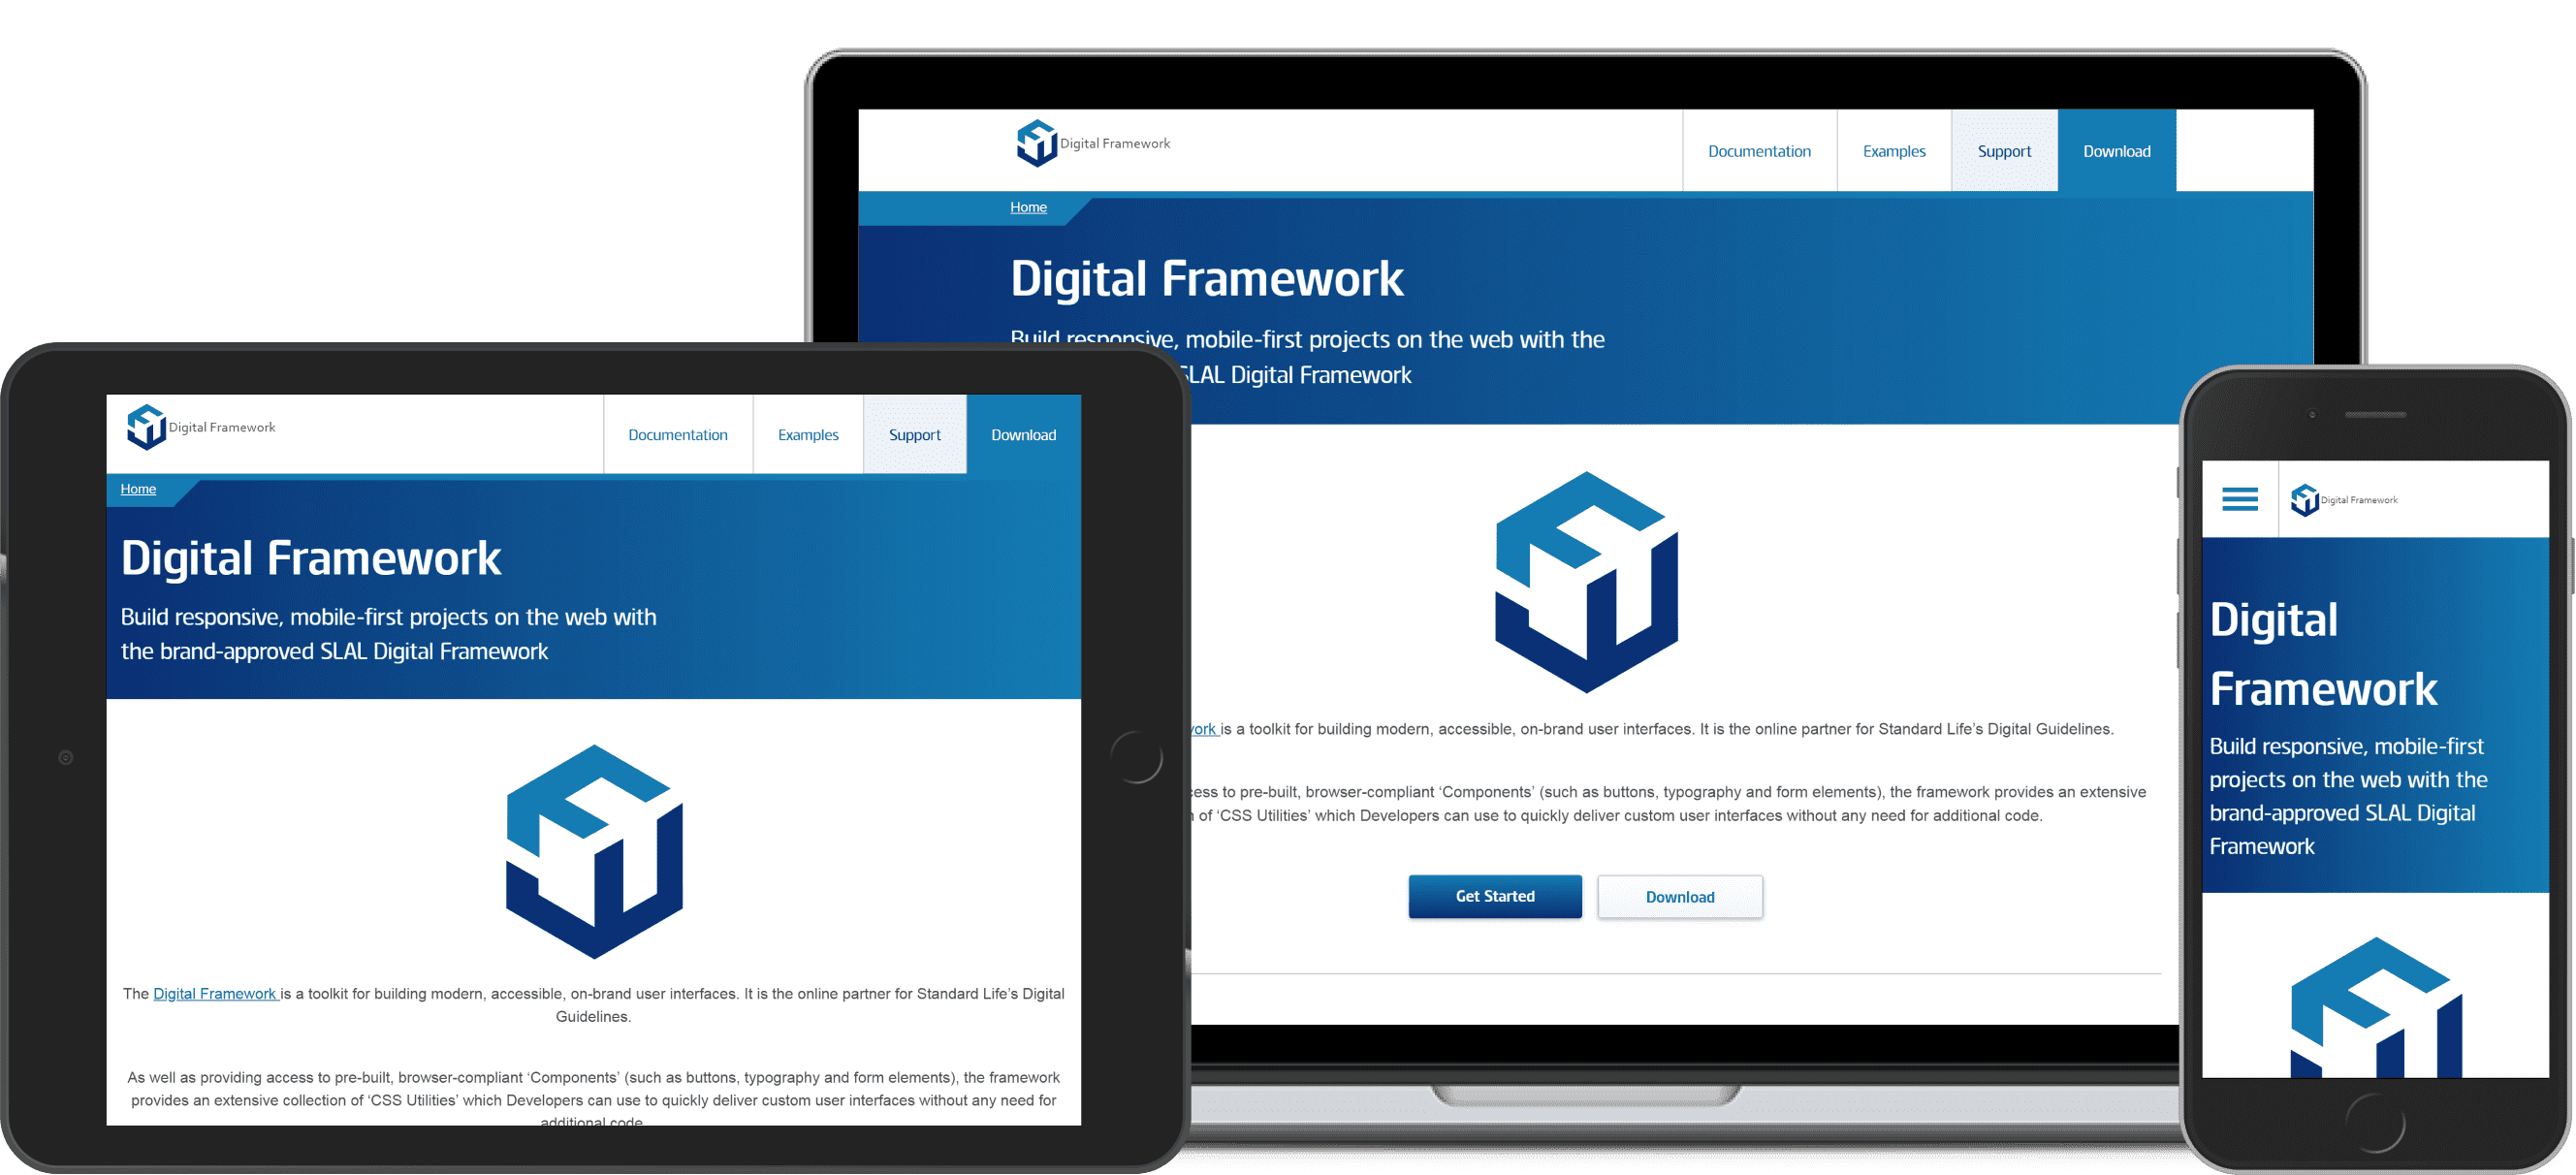 Digital Framework
Documentation
Examples
Support
Download
Home
Digital Framework
Build responsive, mobile-first projects on the web with the
SLAL Digital Framework
is a toolkit for building modern, accessible, on-brand user interfaces. It is the online partner for Standard Life’s Digital Guidelines.
to pre-built, browser-compliant ‘Components’ (such as buttons, typography and form elements), the framework provides an extensive
of ‘CSS Utilities’ which Developers can use to quickly deliver custom user interfaces without any need for additional code.
Get Started
Download
Digital Framework
Documentation
Examples
Support
Download
Home
Digital Framework
Build responsive, mobile-first projects on the web with
the brand-approved SLAL Digital Framework
The Digital Framework is a toolkit for building modern, accessible, on-brand user interfaces. It is the online partner for Standard Life’s Digital
Guidelines.
As well as providing access to pre-built, browser-compliant ‘Components’ (such as buttons, typography and form elements), the framework
provides an extensive collection of ‘CSS Utilities’ which Developers can use to quickly deliver custom user interfaces without any need for
additional code
Digital Framework
Digital
Framework
Build responsive, mobile-first
projects on the web with the
brand-approved SLAL Digital
Framework